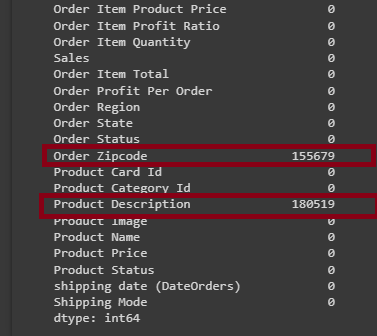 Order Item Product Price 0
Order Item Profit Ratio 0
Order Item Quantity 0
Sales 0
Order Item Total 0
Order Profit Per Order 0
Order Region 0
Order State 0
Order Status 0
Order Zipcode 155679
Product Card Id 0
Product Category Id 0
Product Description 180519
Product Image 0
Product Name 0
Product Price 0
Product Status 0
shipping date (DateOrders) 0
Shipping Mode 0
dtype: int64